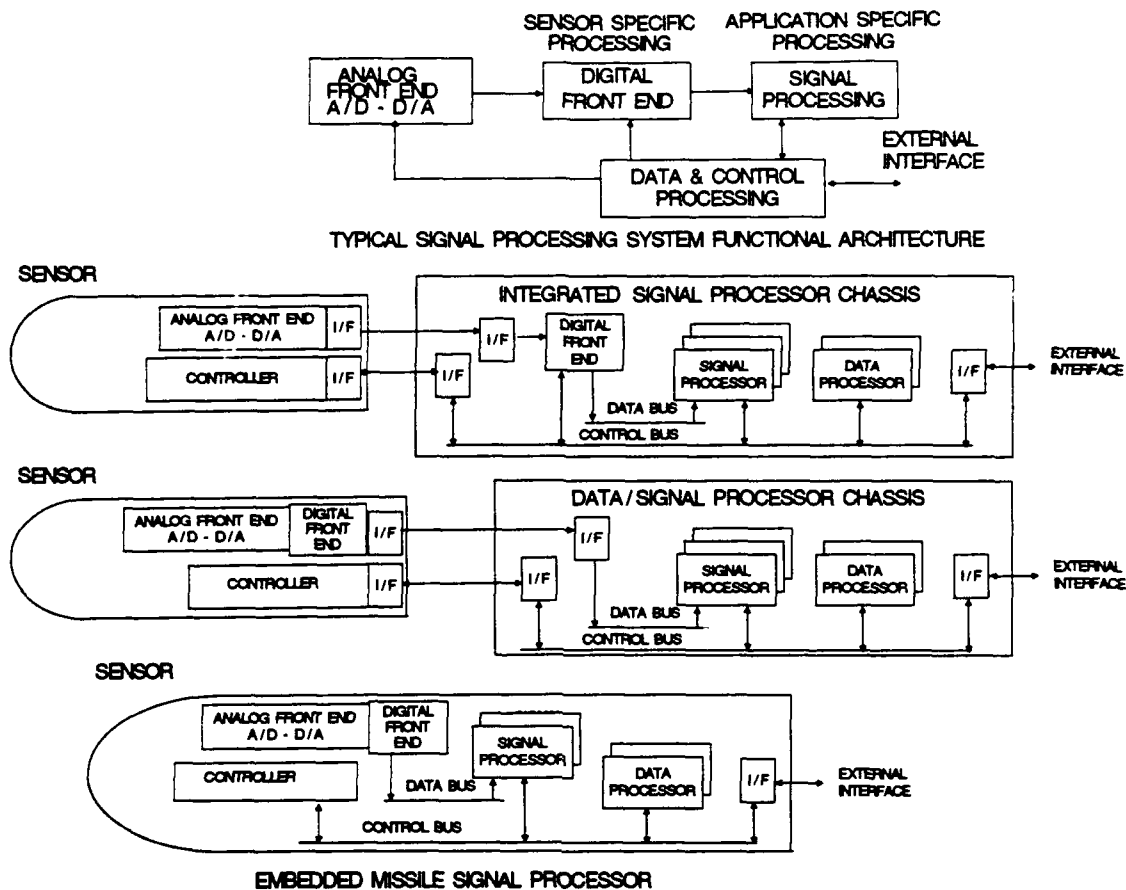 SENSOR SPECIFIC
PROCESSING
APPLICATION SPECIFIC
PROCESSING
ANALOG
FRONT END
A/D - D/A
DIGITAL
FRONT END
SIGNAL
PROCESSING
EXTERNAL
INTERFACE
DATA & CONTROL
PROCESSING
TYPICAL SIGNAL PROCESSING SYSTEM FUNCTIONAL ARCHITECTURE
SENSOR
INTEGRATED SIGNAL PROCESSOR CHASSIS
ANALOG FRONT END
A/D - D/A
I/F
CONTROLLER
I/F
I/F
I/F
DIGITAL
FRONT
END
SIGNAL
PROCESSOR
DATA
PROCESSOR
I/F
EXTERNAL
INTERFACE
DATA BUS
CONTROL BUS
SENSOR
DATA/SIGNAL PROCESSOR CHASSIS
ANALOG FRONT END
A/D - D/A
DIGITAL
FRONT
END
I/F
CONTROLLER
I/F
I/F
I/F
SIGNAL
PROCESSOR
DATA
PROCESSOR
I/F
EXTERNAL
INTERFACE
DATA BUS
CONTROL BUS
SENSOR
ANALOG FRONT END
A/D - D/A
DIGITAL
FRONT
END
SIGNAL
PROCESSOR
CONTROLLER
DATA
PROCESSOR
I/F
EXTERNAL
INTERFACE
DATA BUS
CONTROL BUS
EMBEDDED MISSILE SIGNAL PROCESSOR